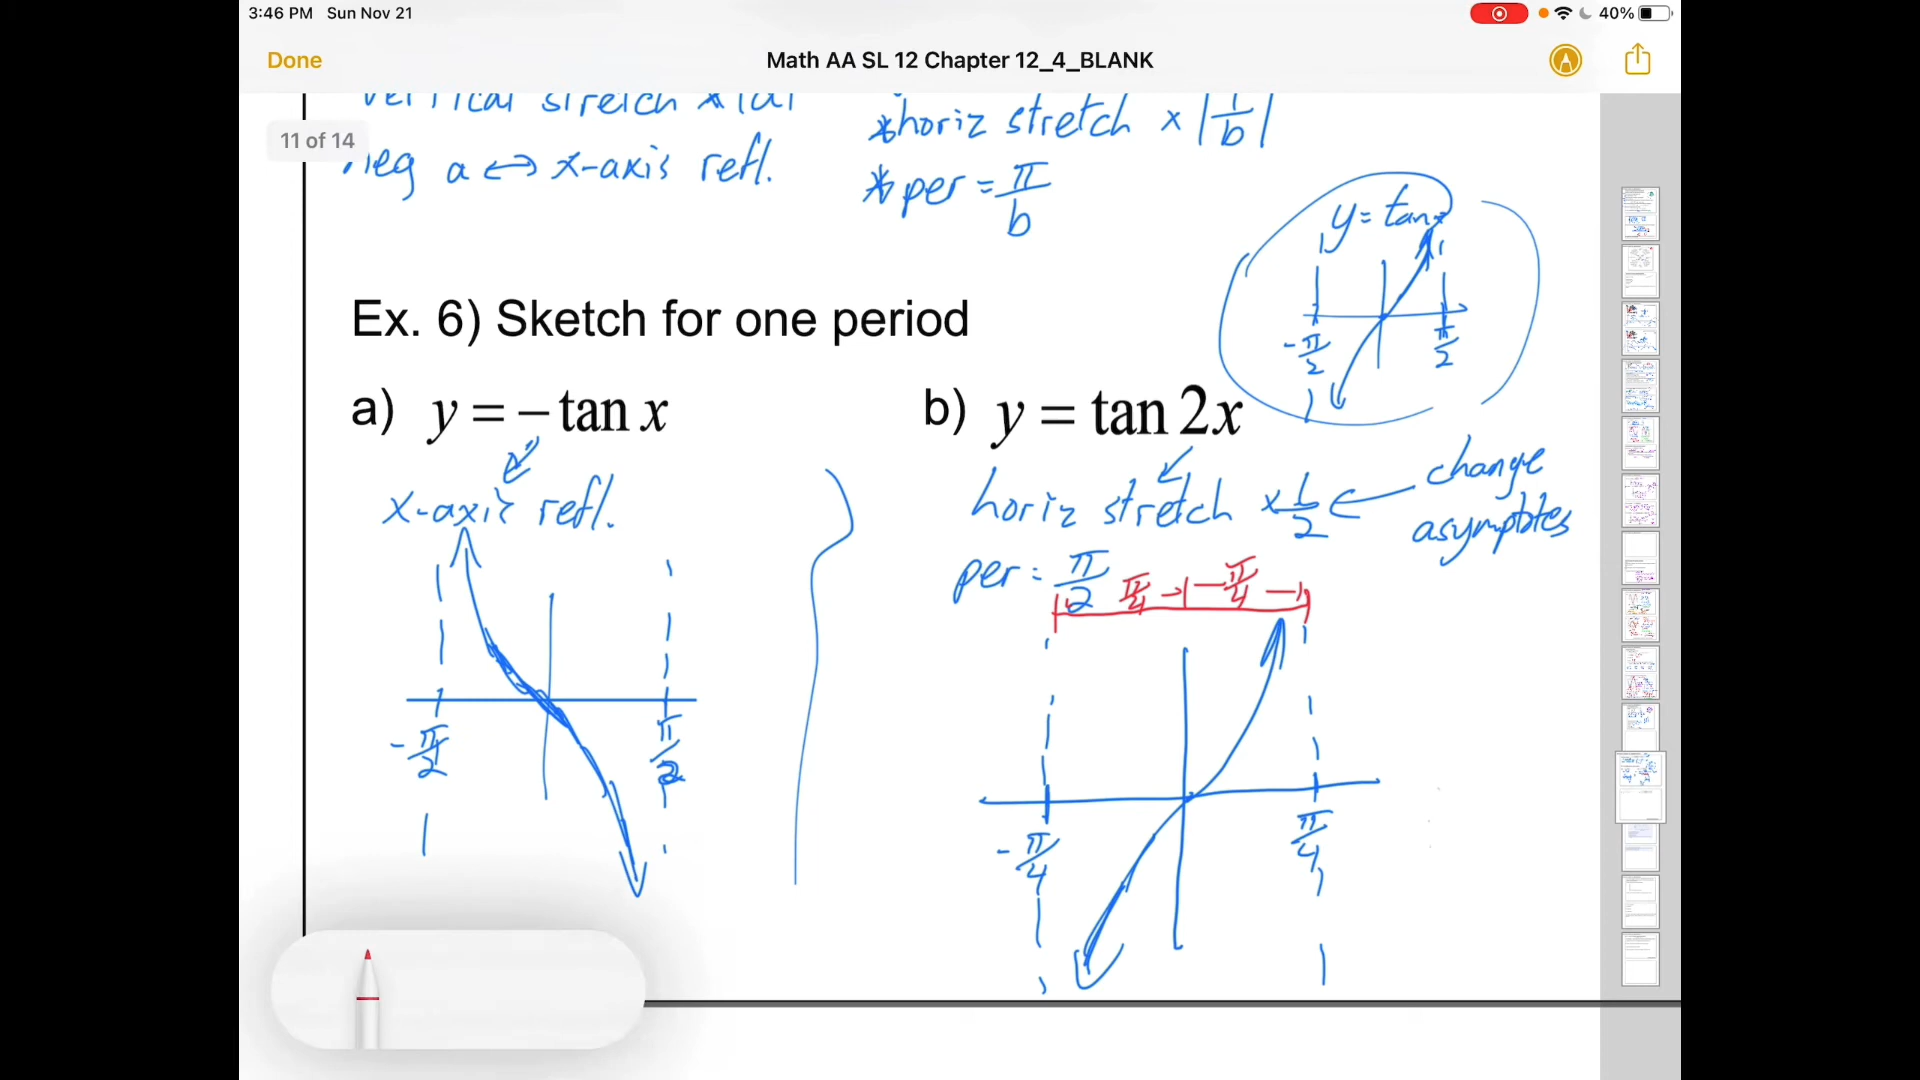 3:46 PM Sun Nov 21
40%
Done
Math AA SL 12 Chapter 12_4_BLANK
11 of 14
vertical stretch x |a|
neg a ↔ x-axis refl.
*horiz stretch x |1/b|
*per = π/b
y = tan x
-π/2 π/2
Ex. 6) Sketch for one period
a) y = – tan x
x-axis refl.
-π/2 π/2
b) y = tan 2x
horiz stretch x 1/2 ← change asymptotes
per = π/2
π/4 π/4
-π/4 π/4